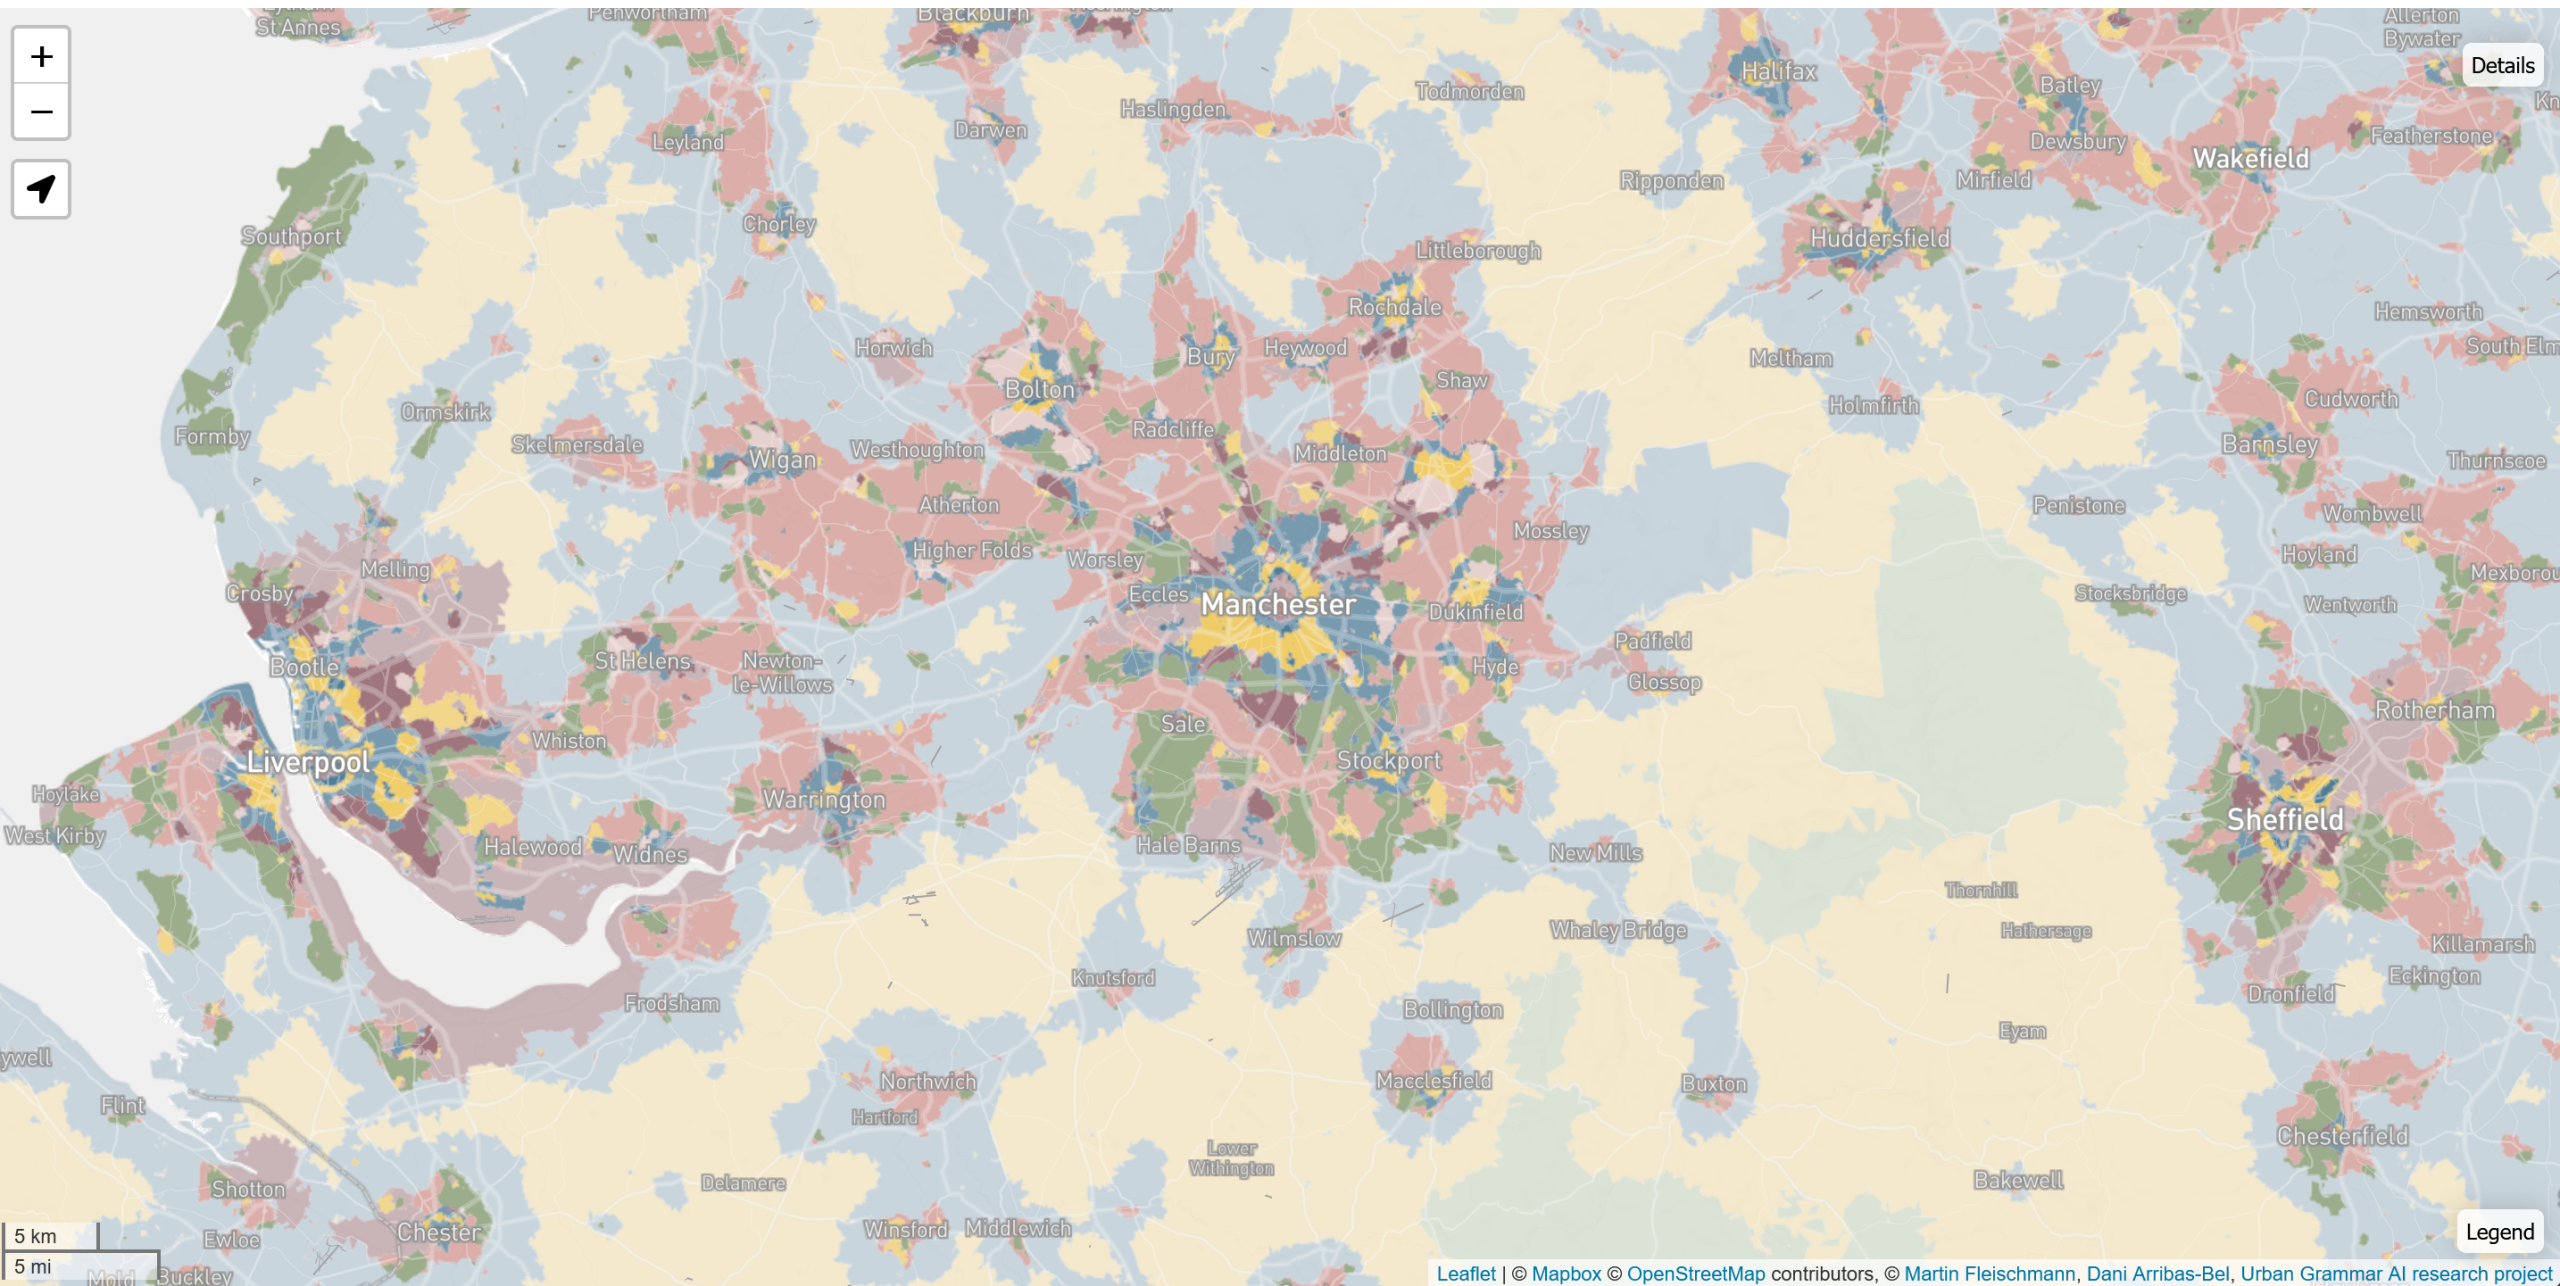 Lytham
St Annes
Penwortham
Blackburn
Accrington
Allerton
Bywater
+
−
Details
Halifax
Batley
Todmorden
Haslingden
Darwen
Leyland
Kn
Featherstone
Dewsbury
Wakefield
Mirfield
Ripponden
Chorley
Southport
Huddersfield
Littleborough
Rochdale
Hemsworth
Horwich
Bury
Heywood
Meltham
South Elm
Bolton
Shaw
Cudworth
Holmfirth
Ormskirk
Formby
Radcliffe
Skelmersdale
Westhoughton
Wigan
Middleton
Barnsley
Thurnscoe
Atherton
Penistone
Wombwell
Mossley
Higher Folds
Worsley
Hoyland
Melling
Mexborou
Crosby
Eccles
Manchester
Dukinfield
Stocksbridge
Wentworth
Padfield
Bootle
St Helens
Newton-
le-Willows
Hyde
Glossop
Sale
Rotherham
Whiston
Liverpool
Stockport
Hoylake
Warrington
West Kirby
Sheffield
Halewood
Widnes
Hale Barns
New Mills
Thornhill
Whaley Bridge
Hathersage
Wilmslow
Killamarsh
Knutsford
Eckington
Frodsham
Dronfield
Bollington
Eyam
ywell
Northwich
Macclesfield
Buxton
Flint
Hartford
Chesterfield
Lower
Withington
Shotton
Delamere
Bakewell
Chester
Winsford
Middlewich
Ewloe
Legend
5 km
5 mi
Mold
Buckley
Leaflet | © Mapbox © OpenStreetMap contributors, © Martin Fleischmann, Dani Arribas-Bel, Urban Grammar AI research project